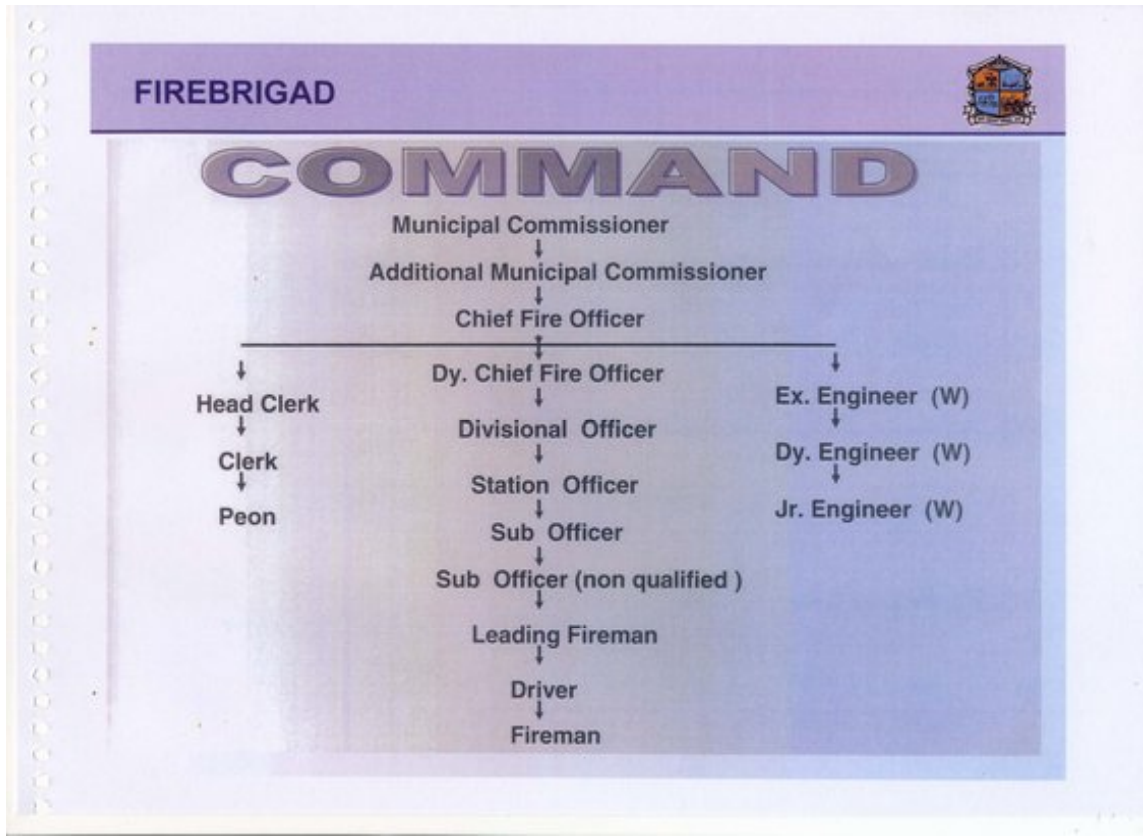 FIREBRIGAD
COMMAND
Municipal Commissioner
Additional Municipal Commissioner
Chief Fire Officer
Head Clerk
Clerk
Peon
Dy. Chief Fire Officer
Divisional Officer
Station Officer
Sub Officer
Sub Officer (non qualified )
Leading Fireman
Driver
Fireman
Ex. Engineer (W)
Dy. Engineer (W)
Jr. Engineer (W)